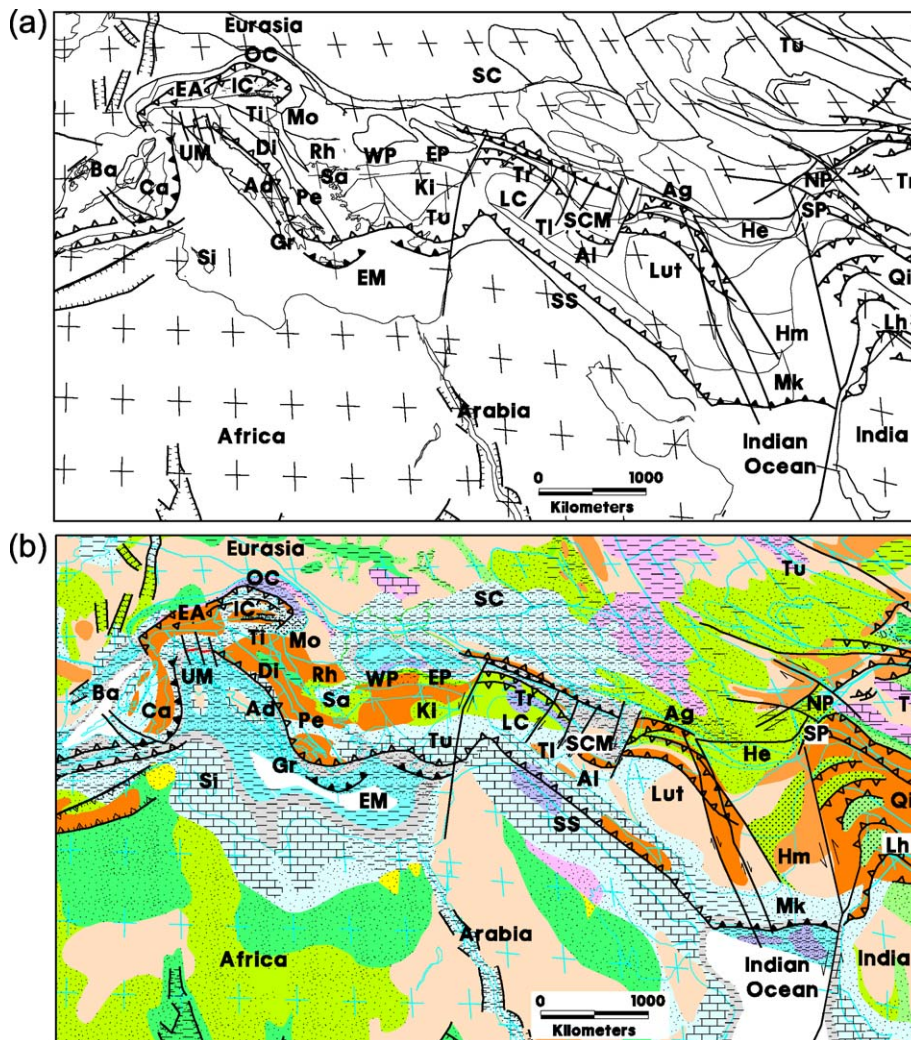 (a)
Eurasia
OC
Tu
EA
IC
SC
Ti
Mo
UM
Di
Rh
WP
EP
Ba
Sa
Tr
NP
Ca
Ad
Pe
Ki
LC
Ag
SP
Tu
Tl
SCM
He
Gr
Al
Si
EM
Lut
Qi
SS
Lh
Hm
Mk
Arabia
Africa
Indian
Ocean
India
0
1000
Kilometers
(b)
Eurasia
OC
Tu
EA
IC
SC
Ti
Mo
UM
Di
Rh
WP
EP
Ba
Sa
Tr
NP
Ca
Ad
Pe
Ki
LC
Ag
SP
Tu
Tl
SCM
He
Gr
Al
Si
EM
Lut
Qi
SS
Lh
Hm
Mk
Arabia
Africa
Indian
Ocean
India
0
1000
Kilometers